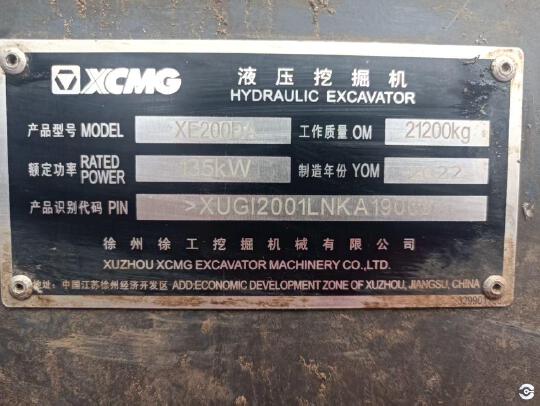 XCMG 液压挖掘机
HYDRAULIC EXCAVATOR
产品型号 MODEL XE200DA 工作质量 OM 21200kg
额定功率 RATED POWER 135kW 制造年份 YOM 2022
产品识别代码 PIN
徐州徐工挖掘机械有限公司
XUZHOU XCMG EXCAVATOR MACHINERY CO.,LTD.
地址: 中国江苏徐州经济开发区 ADD:ECONOMIC DEVELOPMENT ZONE OF XUZHOU, JIANGSU, CHINA